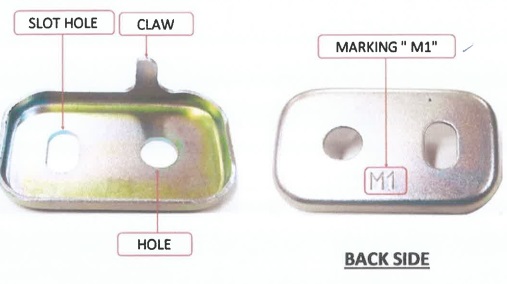 SLOT HOLE
CLAW
MARKING " M1"
M1
HOLE
BACK SIDE